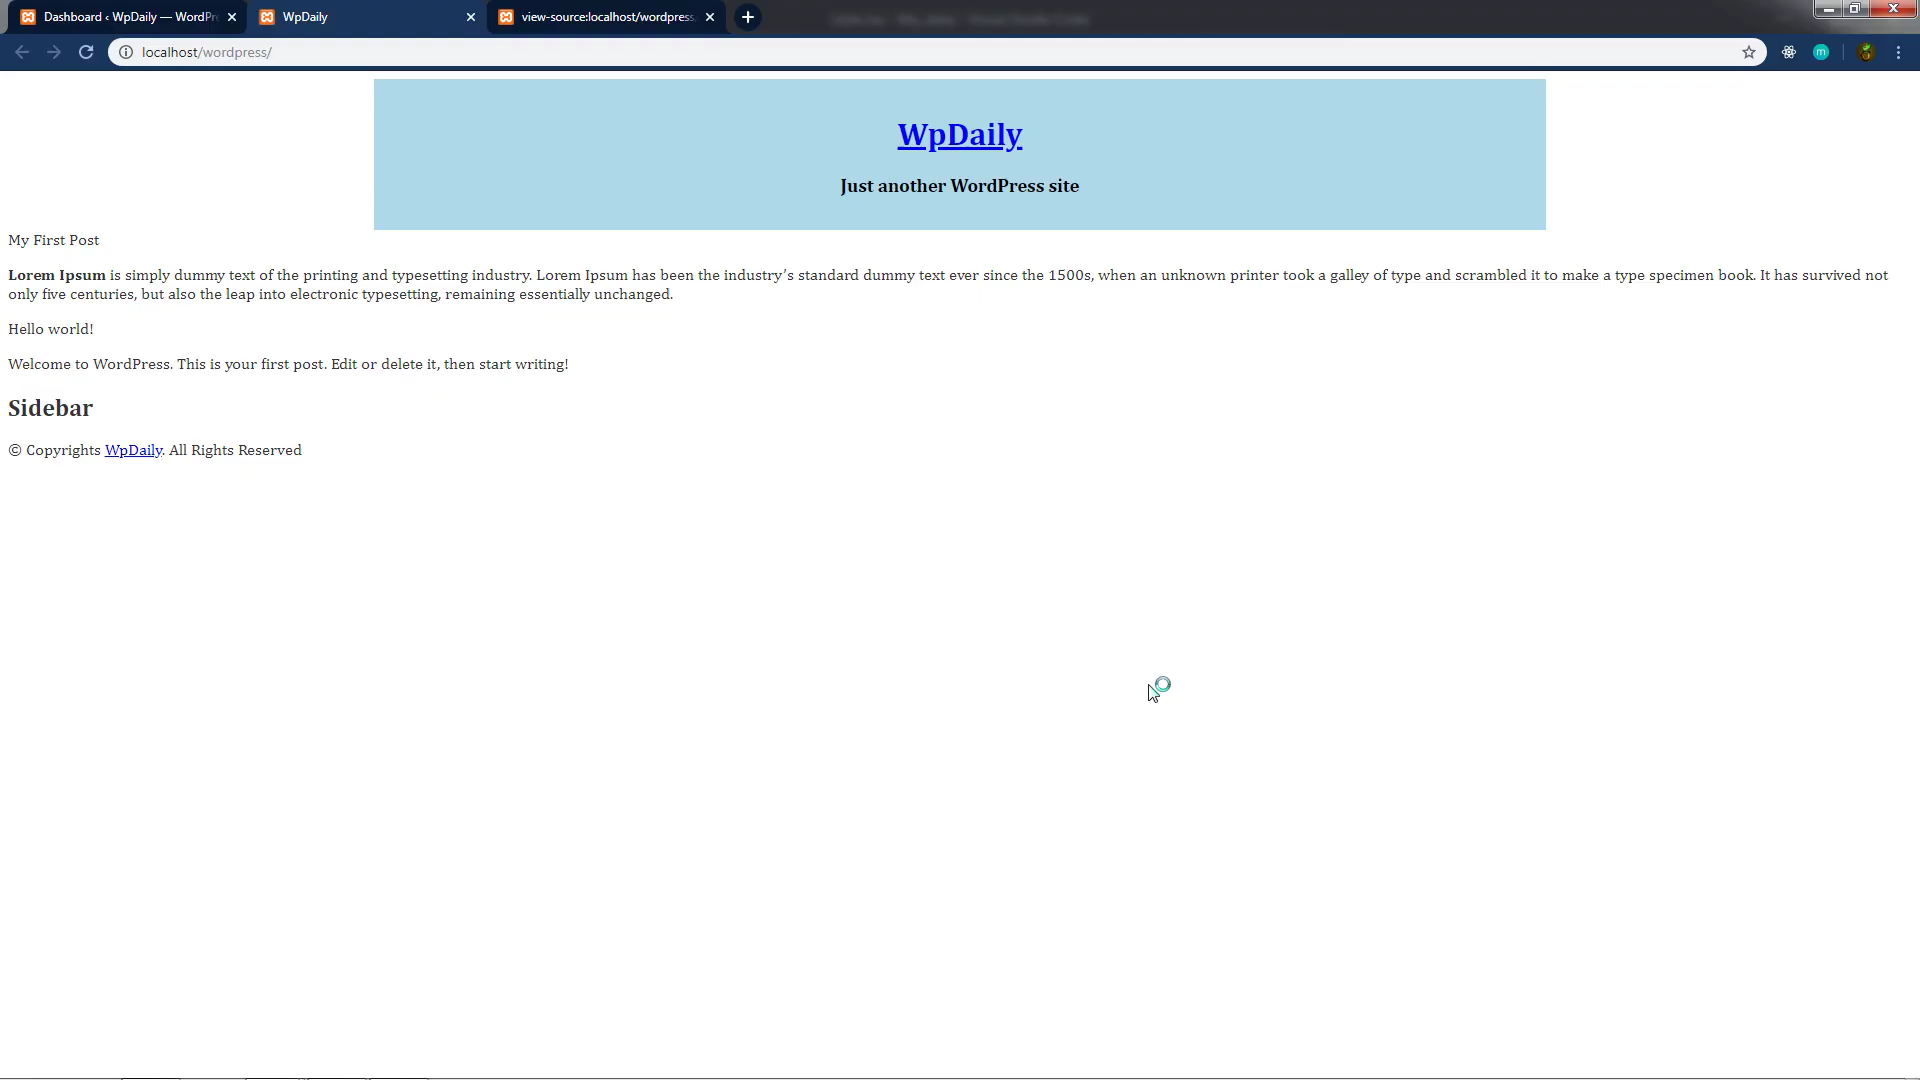 Dashboard ‹ WpDaily — WordPr
WpDaily
view-source:localhost/wordpress
localhost/wordpress/
m
WpDaily
Just another WordPress site
My First Post
Lorem Ipsum is simply dummy text of the printing and typesetting industry. Lorem Ipsum has been the industry’s standard dummy text ever since the 1500s, when an unknown printer took a galley of type and scrambled it to make a type specimen book. It has survived not
only five centuries, but also the leap into electronic typesetting, remaining essentially unchanged.
Hello world!
Welcome to WordPress. This is your first post. Edit or delete it, then start writing!
Sidebar
© Copyrights WpDaily. All Rights Reserved